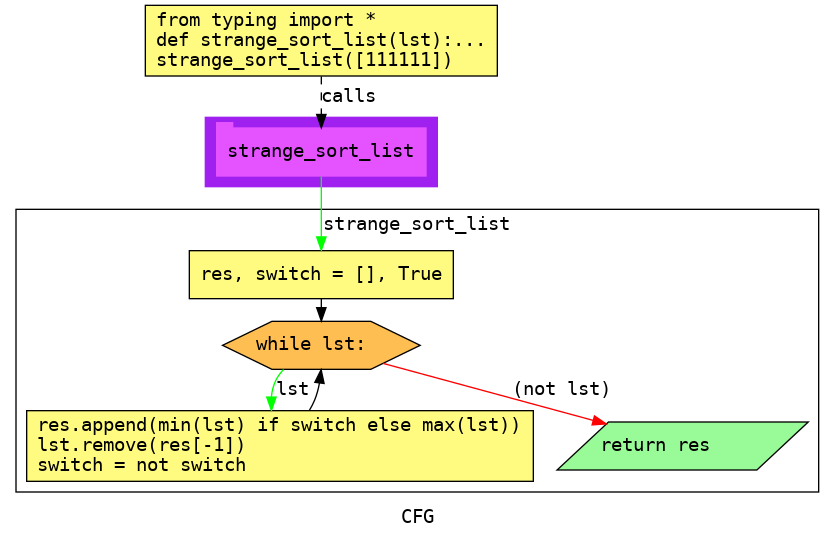 from typing import *
def strange_sort_list(lst):...
strange_sort_list([111111])
calls
strange_sort_list
strange_sort_list
res, switch = [], True
while lst:
lst
(not lst)
res.append(min(lst) if switch else max(lst))
lst.remove(res[-1])
switch = not switch
return res
CFG